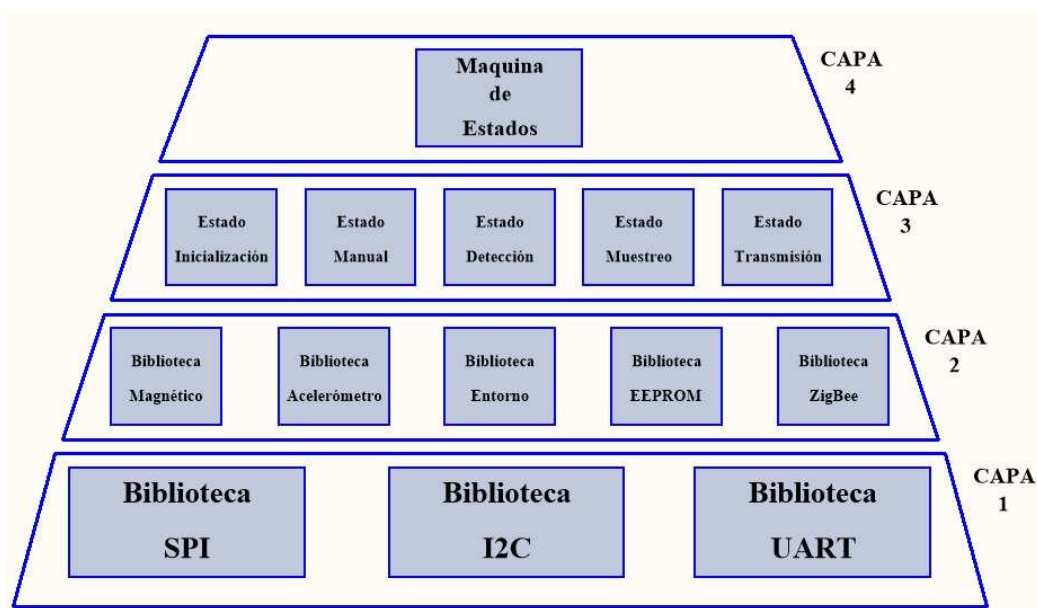 CAPA
4
Maquina
de
Estados
CAPA
3
Estado
Inicialización
Estado
Manual
Estado
Detección
Estado
Muestreo
Estado
Transmisión
CAPA
2
Biblioteca
Magnético
Biblioteca
Acelerómetro
Biblioteca
Entorno
Biblioteca
EEPROM
Biblioteca
ZigBee
CAPA
1
Biblioteca
SPI
Biblioteca
I2C
Biblioteca
UART